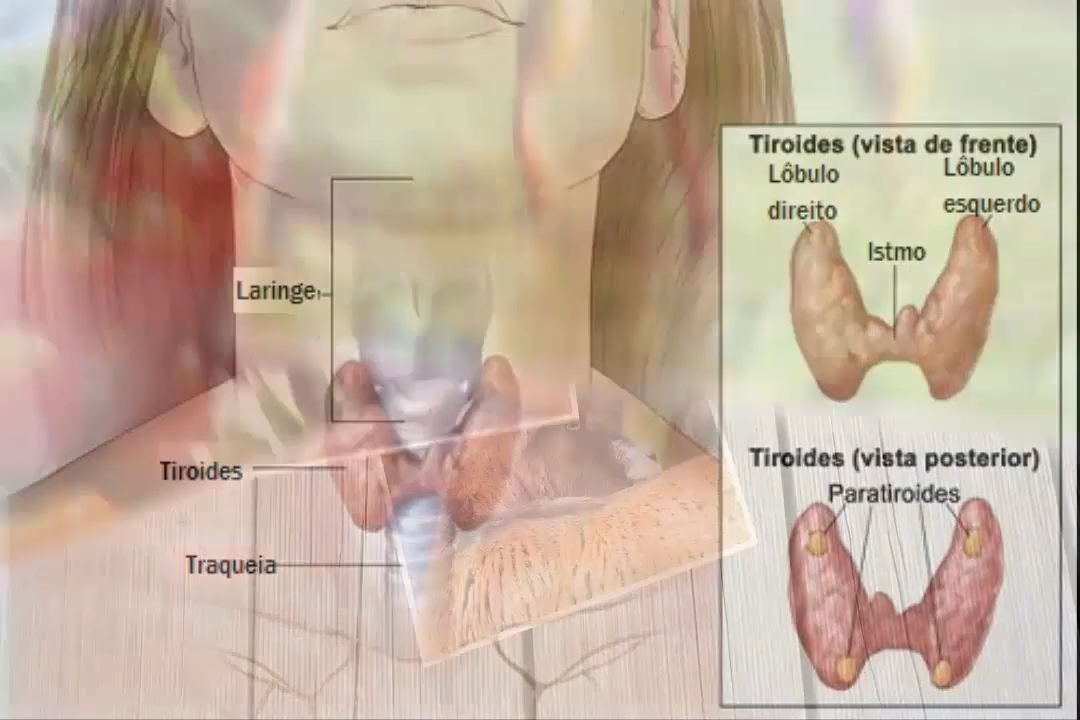 Laringe
Tiroides
Traqueia
Tiroides (vista de frente)
Lôbulo
direito
Lôbulo
esquerdo
Istmo
Tiroides (vista posterior)
Paratiroides